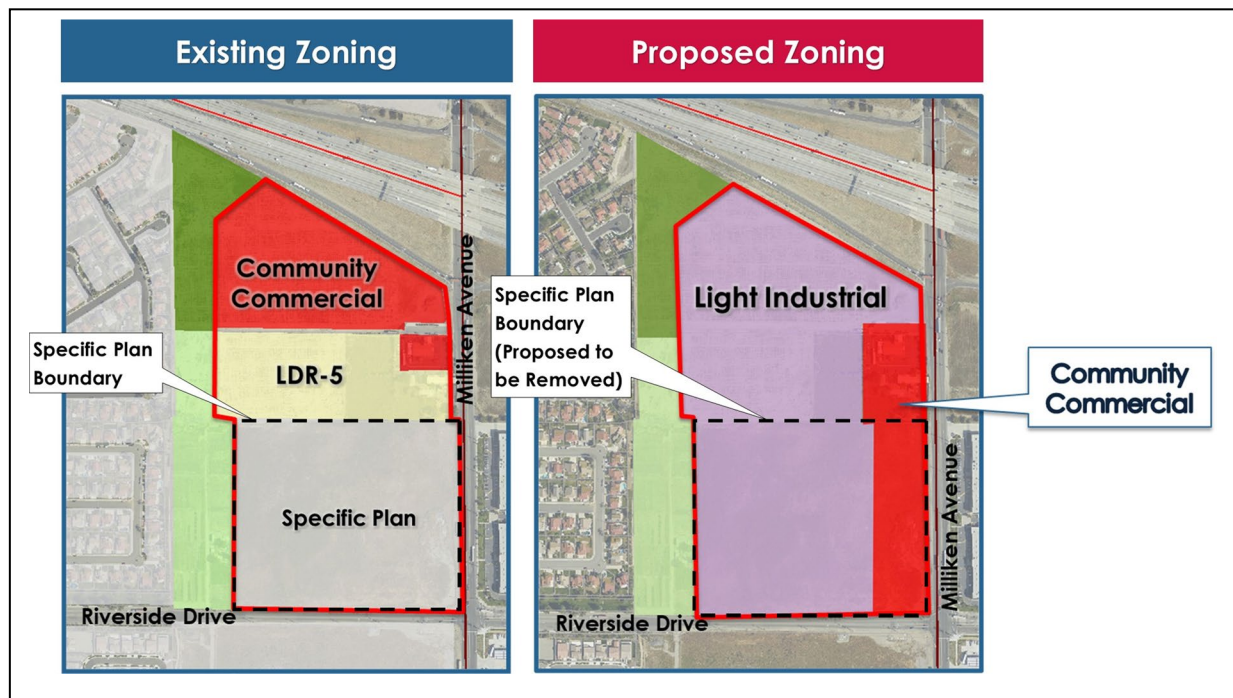 Existing Zoning
Proposed Zoning
Community
Commercial
Milliken Avenue
Specific Plan
Boundary
LDR-5
Specific Plan
Riverside Drive
Specific Plan
Boundary
(Proposed to
be Removed)
Light Industrial
Community
Commercial
Milliken Avenue
Riverside Drive